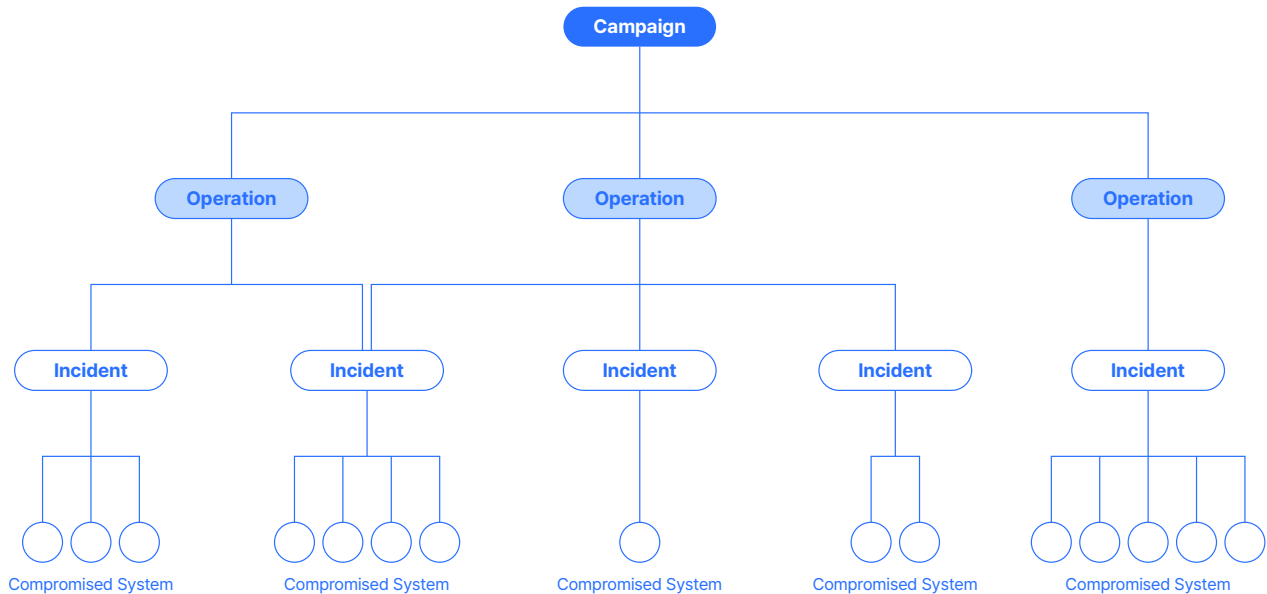 Campaign
Operation
Operation
Operation
Incident
Incident
Incident
Incident
Incident
Compromised System
Compromised System
Compromised System
Compromised System
Compromised System